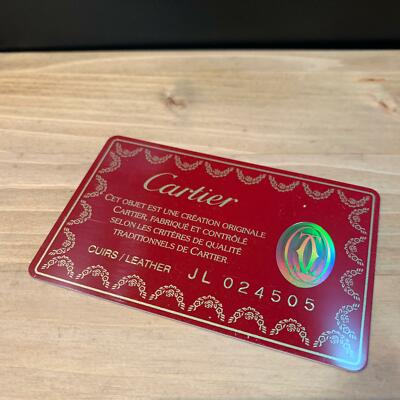 Cartier
CET OBJET EST UNE CRÉATION ORIGINALE
CARTIER, FABRIQUÉ ET CONTRÔLÉ
SELON LES CRITÈRES DE QUALITÉ
TRADITIONNELS DE CARTIER
CUIRS / LEATHER JL 024505